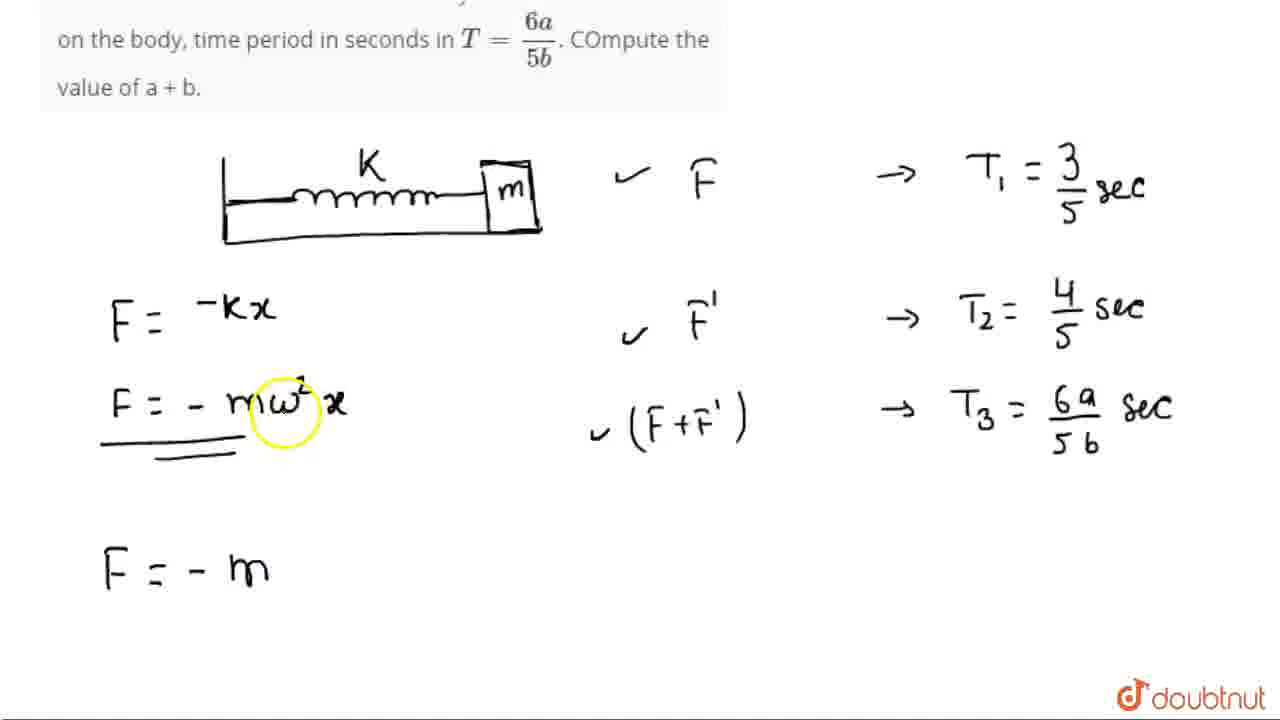 on the body, time period in seconds in T = 6a/5b. COmpute the
value of a + b.
K
m
✓ F → T₁ = 3/5 sec
F = -kx
✓ F' → T₂ = 4/5 sec
F = - mω² x
✓ (F + F') → T₃ = 6a/5b sec
F = - m
doubtnut